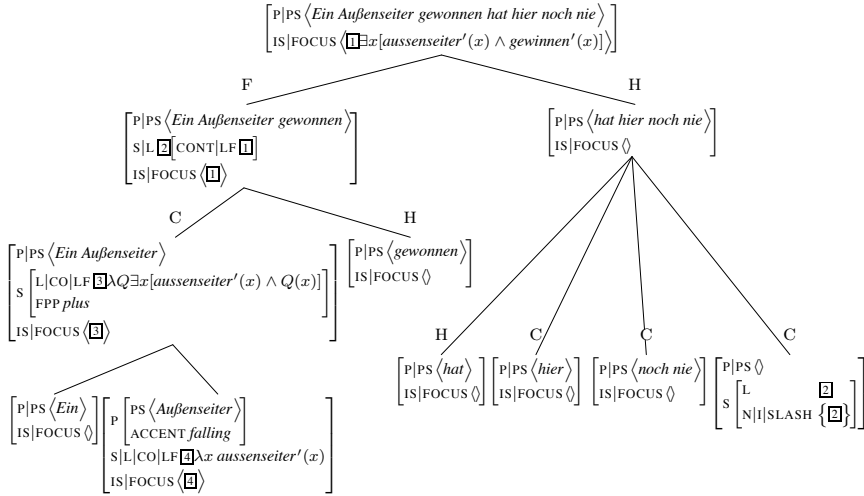 P|PS ⟨Ein Außenseiter gewonnen hat hier noch nie⟩
IS|FOCUS ⟨[1]∃x[aussenseiter′(x) ∧ gewinnen′(x)]⟩
F
H
P|PS ⟨Ein Außenseiter gewonnen⟩
S|L [2][CONT|LF [1]]
IS|FOCUS ⟨[1]⟩
P|PS ⟨hat hier noch nie⟩
IS|FOCUS ⟨⟩
C
H
P|PS ⟨Ein Außenseiter⟩
S [L|CO|LF [3]λQ∃x[aussenseiter′(x) ∧ Q(x)]
FPP plus]
IS|FOCUS ⟨[3]⟩
P|PS ⟨gewonnen⟩
IS|FOCUS ⟨⟩
H
C
C
C
P|PS ⟨hat⟩
IS|FOCUS ⟨⟩
P|PS ⟨hier⟩
IS|FOCUS ⟨⟩
P|PS ⟨noch nie⟩
IS|FOCUS ⟨⟩
P|PS ⟨⟩
S [L [2]
N|I|SLASH {[2]}]
P|PS ⟨Ein⟩
IS|FOCUS ⟨⟩
P [PS ⟨Außenseiter⟩
ACCENT falling]
S|L|CO|LF [4]λx aussenseiter′(x)
IS|FOCUS ⟨[4]⟩